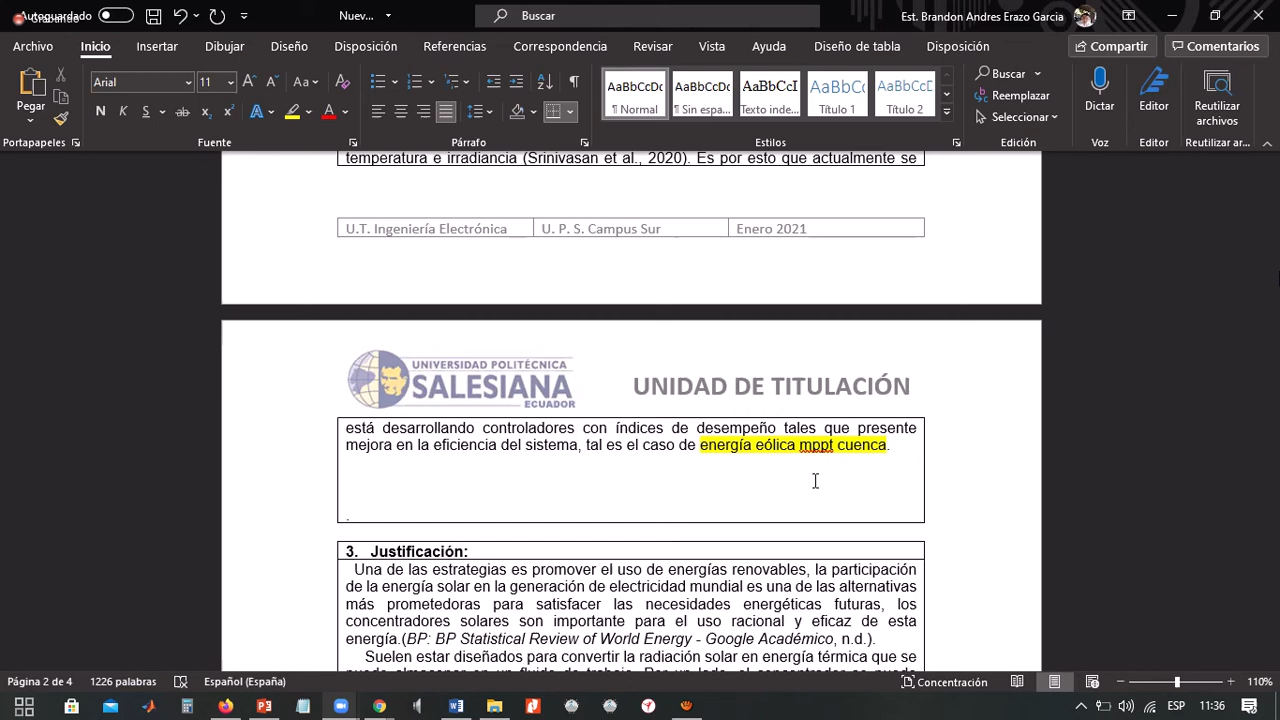 Autoguardado
Nuev...
Buscar
Est. Brandon Andres Erazo Garcia
Archivo Inicio Insertar Dibujar Diseño Disposición Referencias Correspondencia Revisar Vista Ayuda Diseño de tabla Disposición Compartir Comentarios
Pegar
Arial 11
Aa
N K S ab x₂ x²
A A A
AaBbCcDc AaBbCcDc AaBbCcI AaBbC( AaBbCcD
¶ Normal ¶ Sin espa... Texto inde... Título 1 Título 2
Buscar
Reemplazar
Seleccionar
Dictar
Editor
Reutilizar
archivos
Portapapeles Fuente Párrafo Estilos Edición Voz Editor Reutilizar ar...
temperatura e irradiancia (Srinivasan et al., 2020). Es por esto que actualmente se
U.T. Ingeniería Electrónica U. P. S. Campus Sur Enero 2021
UNIVERSIDAD POLITÉCNICA
SALESIANA
ECUADOR
UNIDAD DE TITULACIÓN
está desarrollando controladores con índices de desempeño tales que presente
mejora en la eficiencia del sistema, tal es el caso de energía eólica mppt cuenca.
.
3. Justificación:
Una de las estrategias es promover el uso de energías renovables, la participación
de la energía solar en la generación de electricidad mundial es una de las alternativas
más prometedoras para satisfacer las necesidades energéticas futuras, los
concentradores solares son importante para el uso racional y eficaz de esta
energía.(BP: BP Statistical Review of World Energy - Google Académico, n.d.).
Suelen estar diseñados para convertir la radiación solar en energía térmica que se
Página 2 de 4 1226 palabras Español (España) Concentración 110%
ESP 11:36